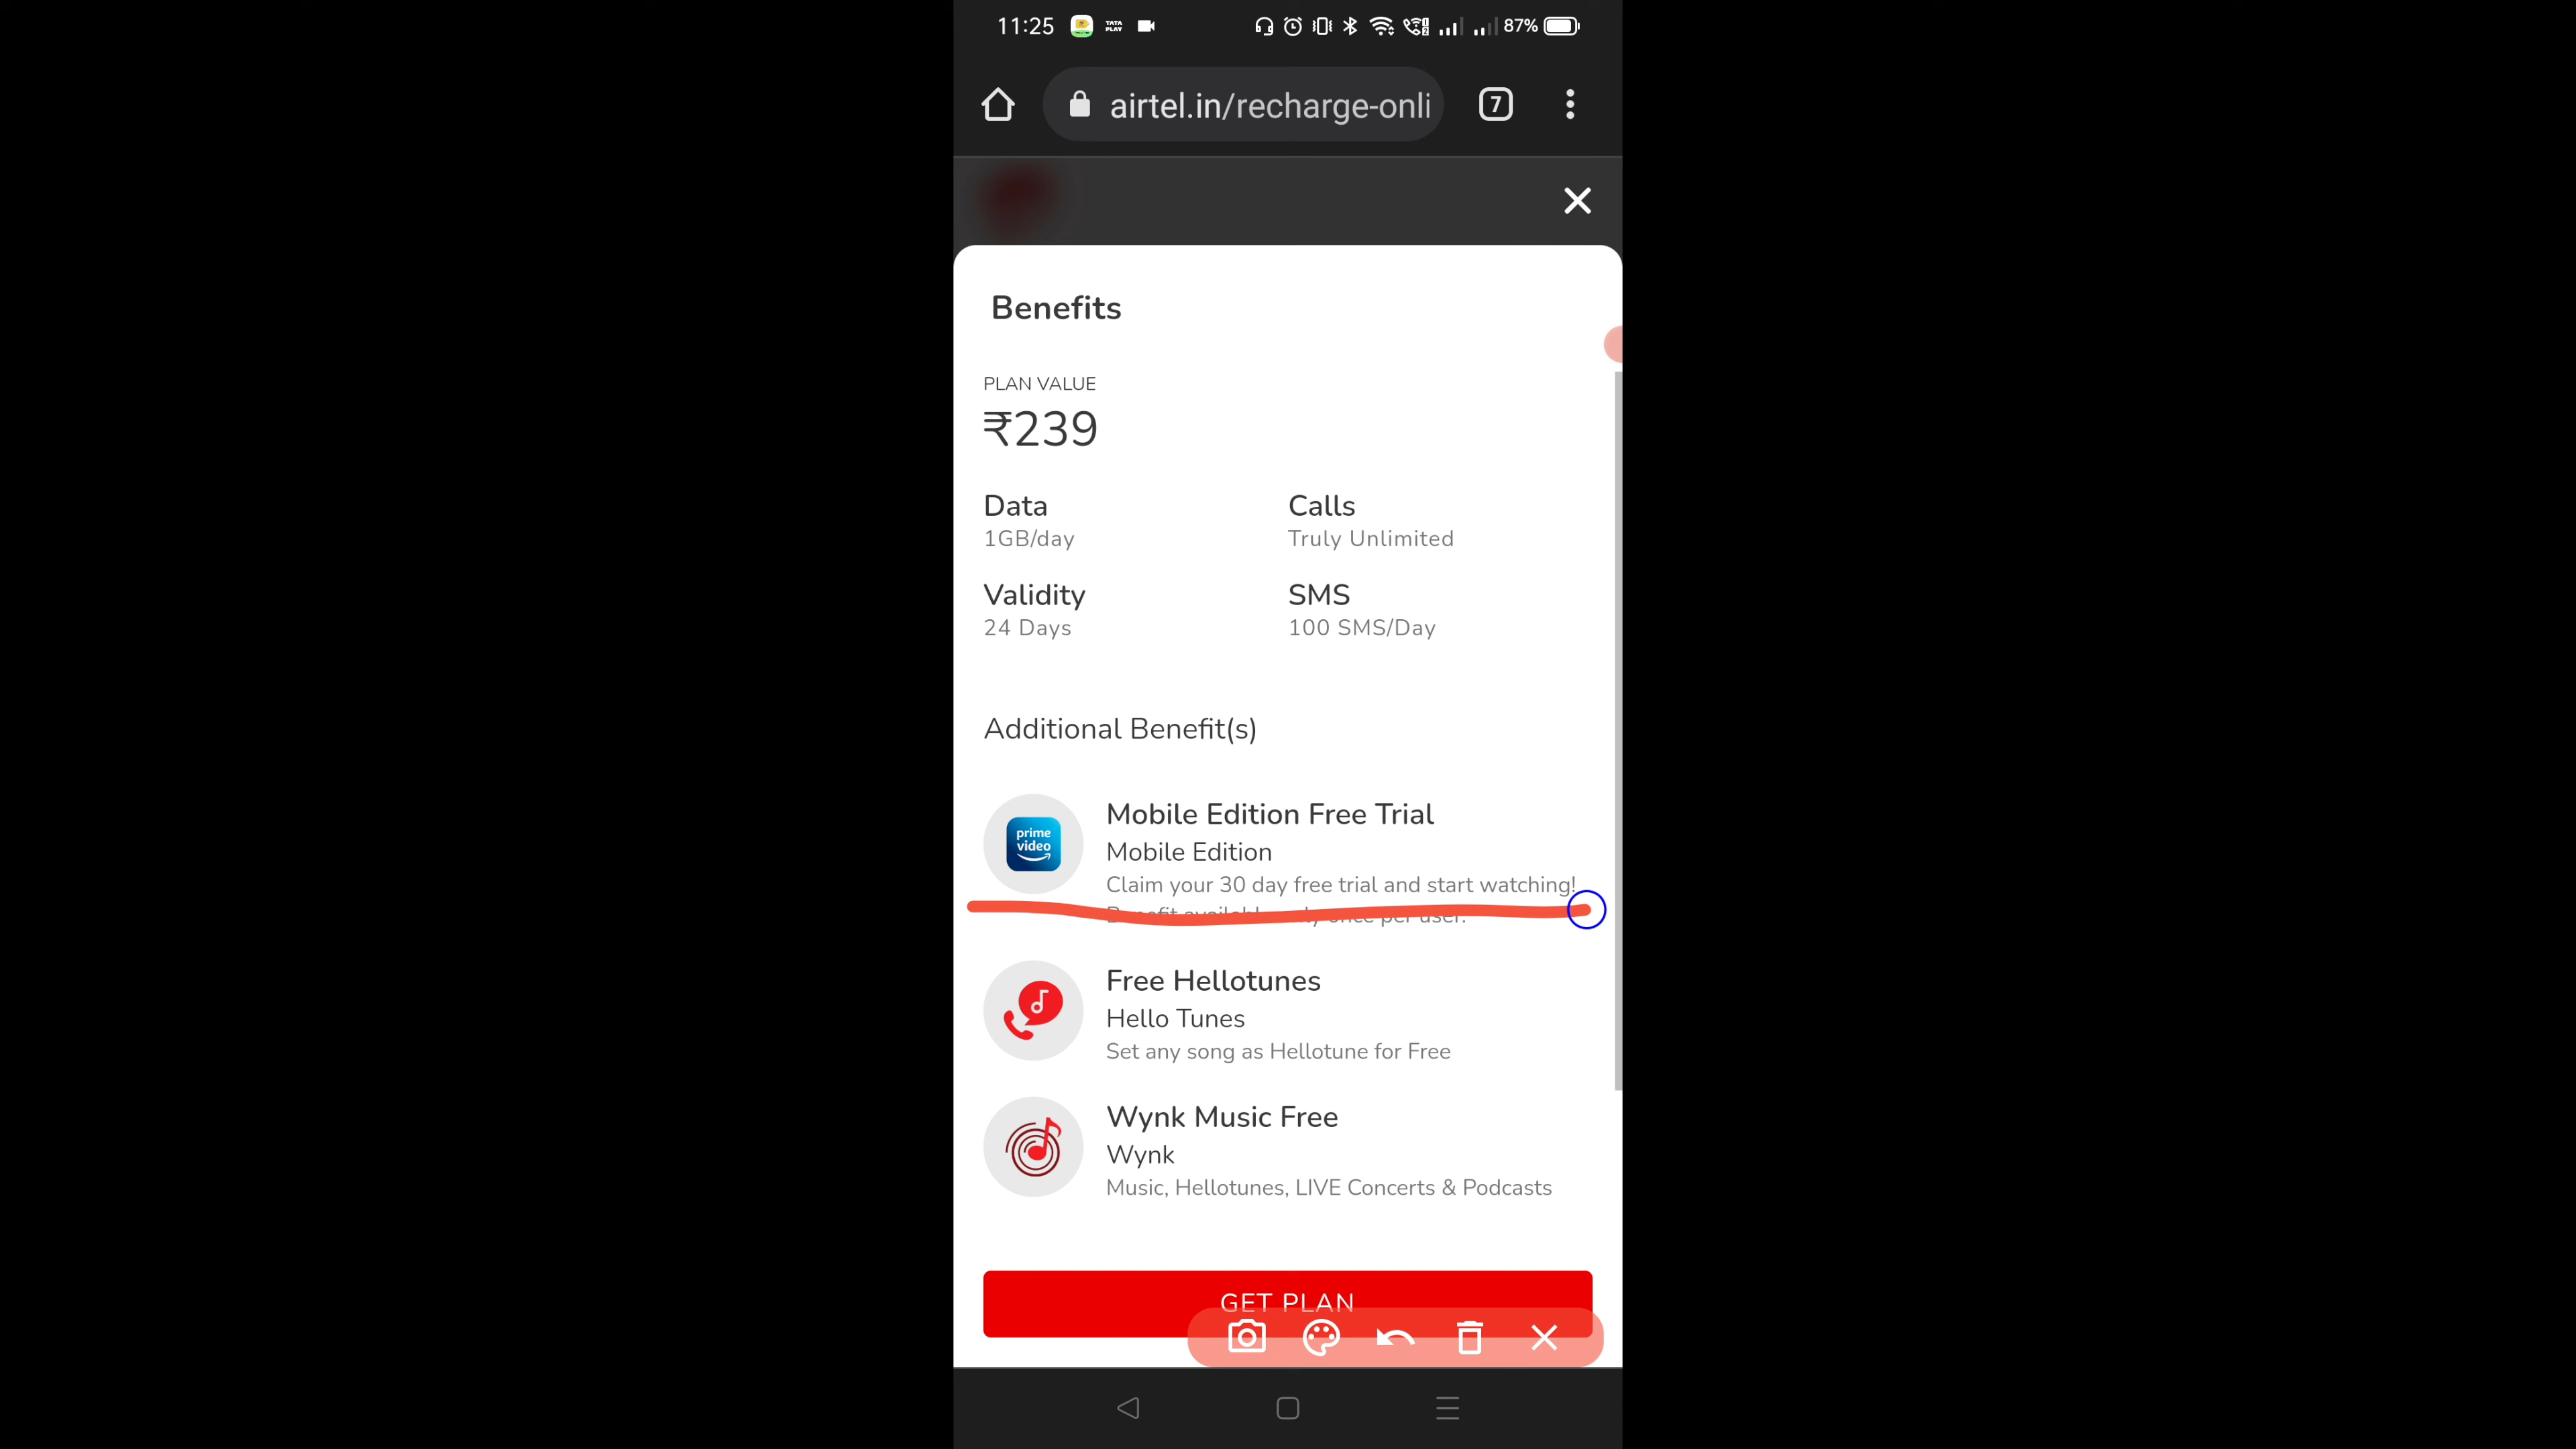 11:25 TATA PLAY 87%
airtel.in/recharge-onli 7
Benefits
PLAN VALUE
₹239
Data Calls
1GB/day Truly Unlimited
Validity SMS
24 Days 100 SMS/Day
Additional Benefit(s)
prime video
Mobile Edition Free Trial
Mobile Edition
Claim your 30 day free trial and start watching!
Benefit available only once per user.
Free Hellotunes
Hello Tunes
Set any song as Hellotune for Free
Wynk Music Free
Wynk
Music, Hellotunes, LIVE Concerts & Podcasts
GET PLAN